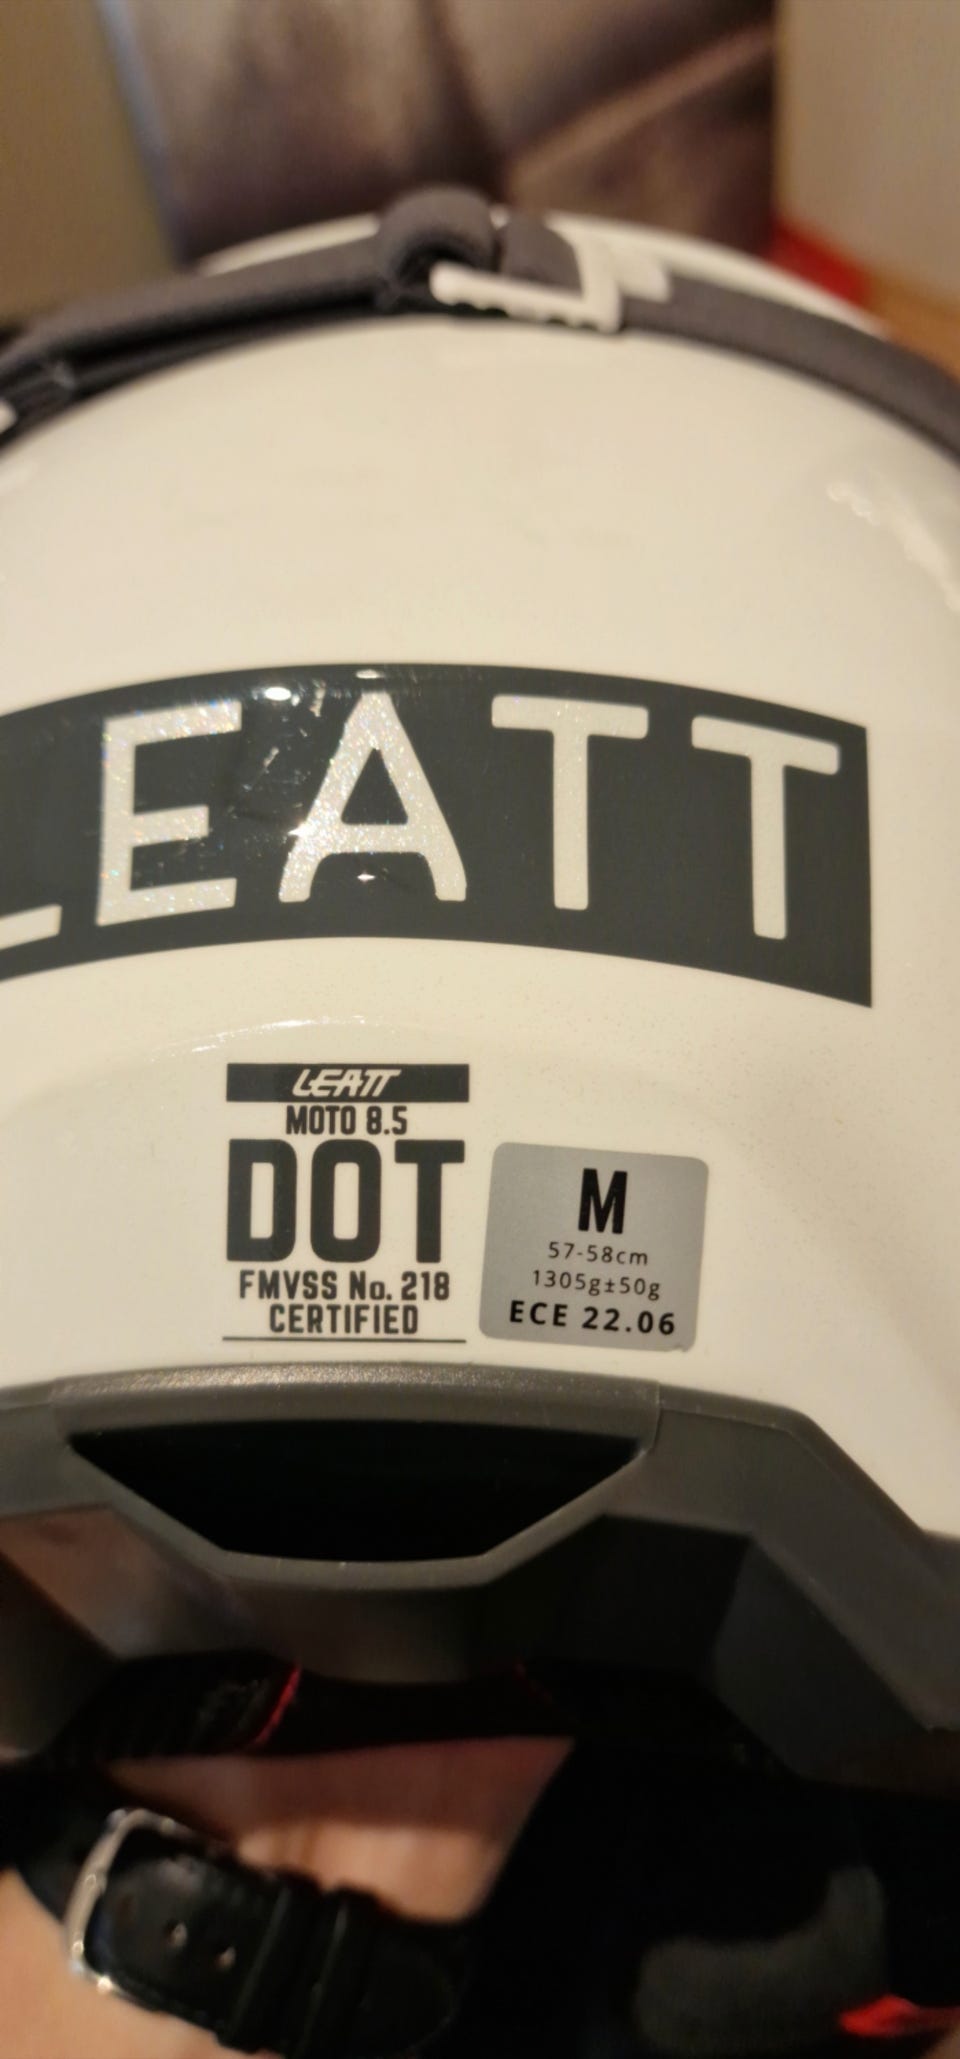 LEATT
LEATT
MOTO 8.5
DOT
FMVSS No. 218
CERTIFIED
M
57-58cm
1305g±50g
ECE 22.06